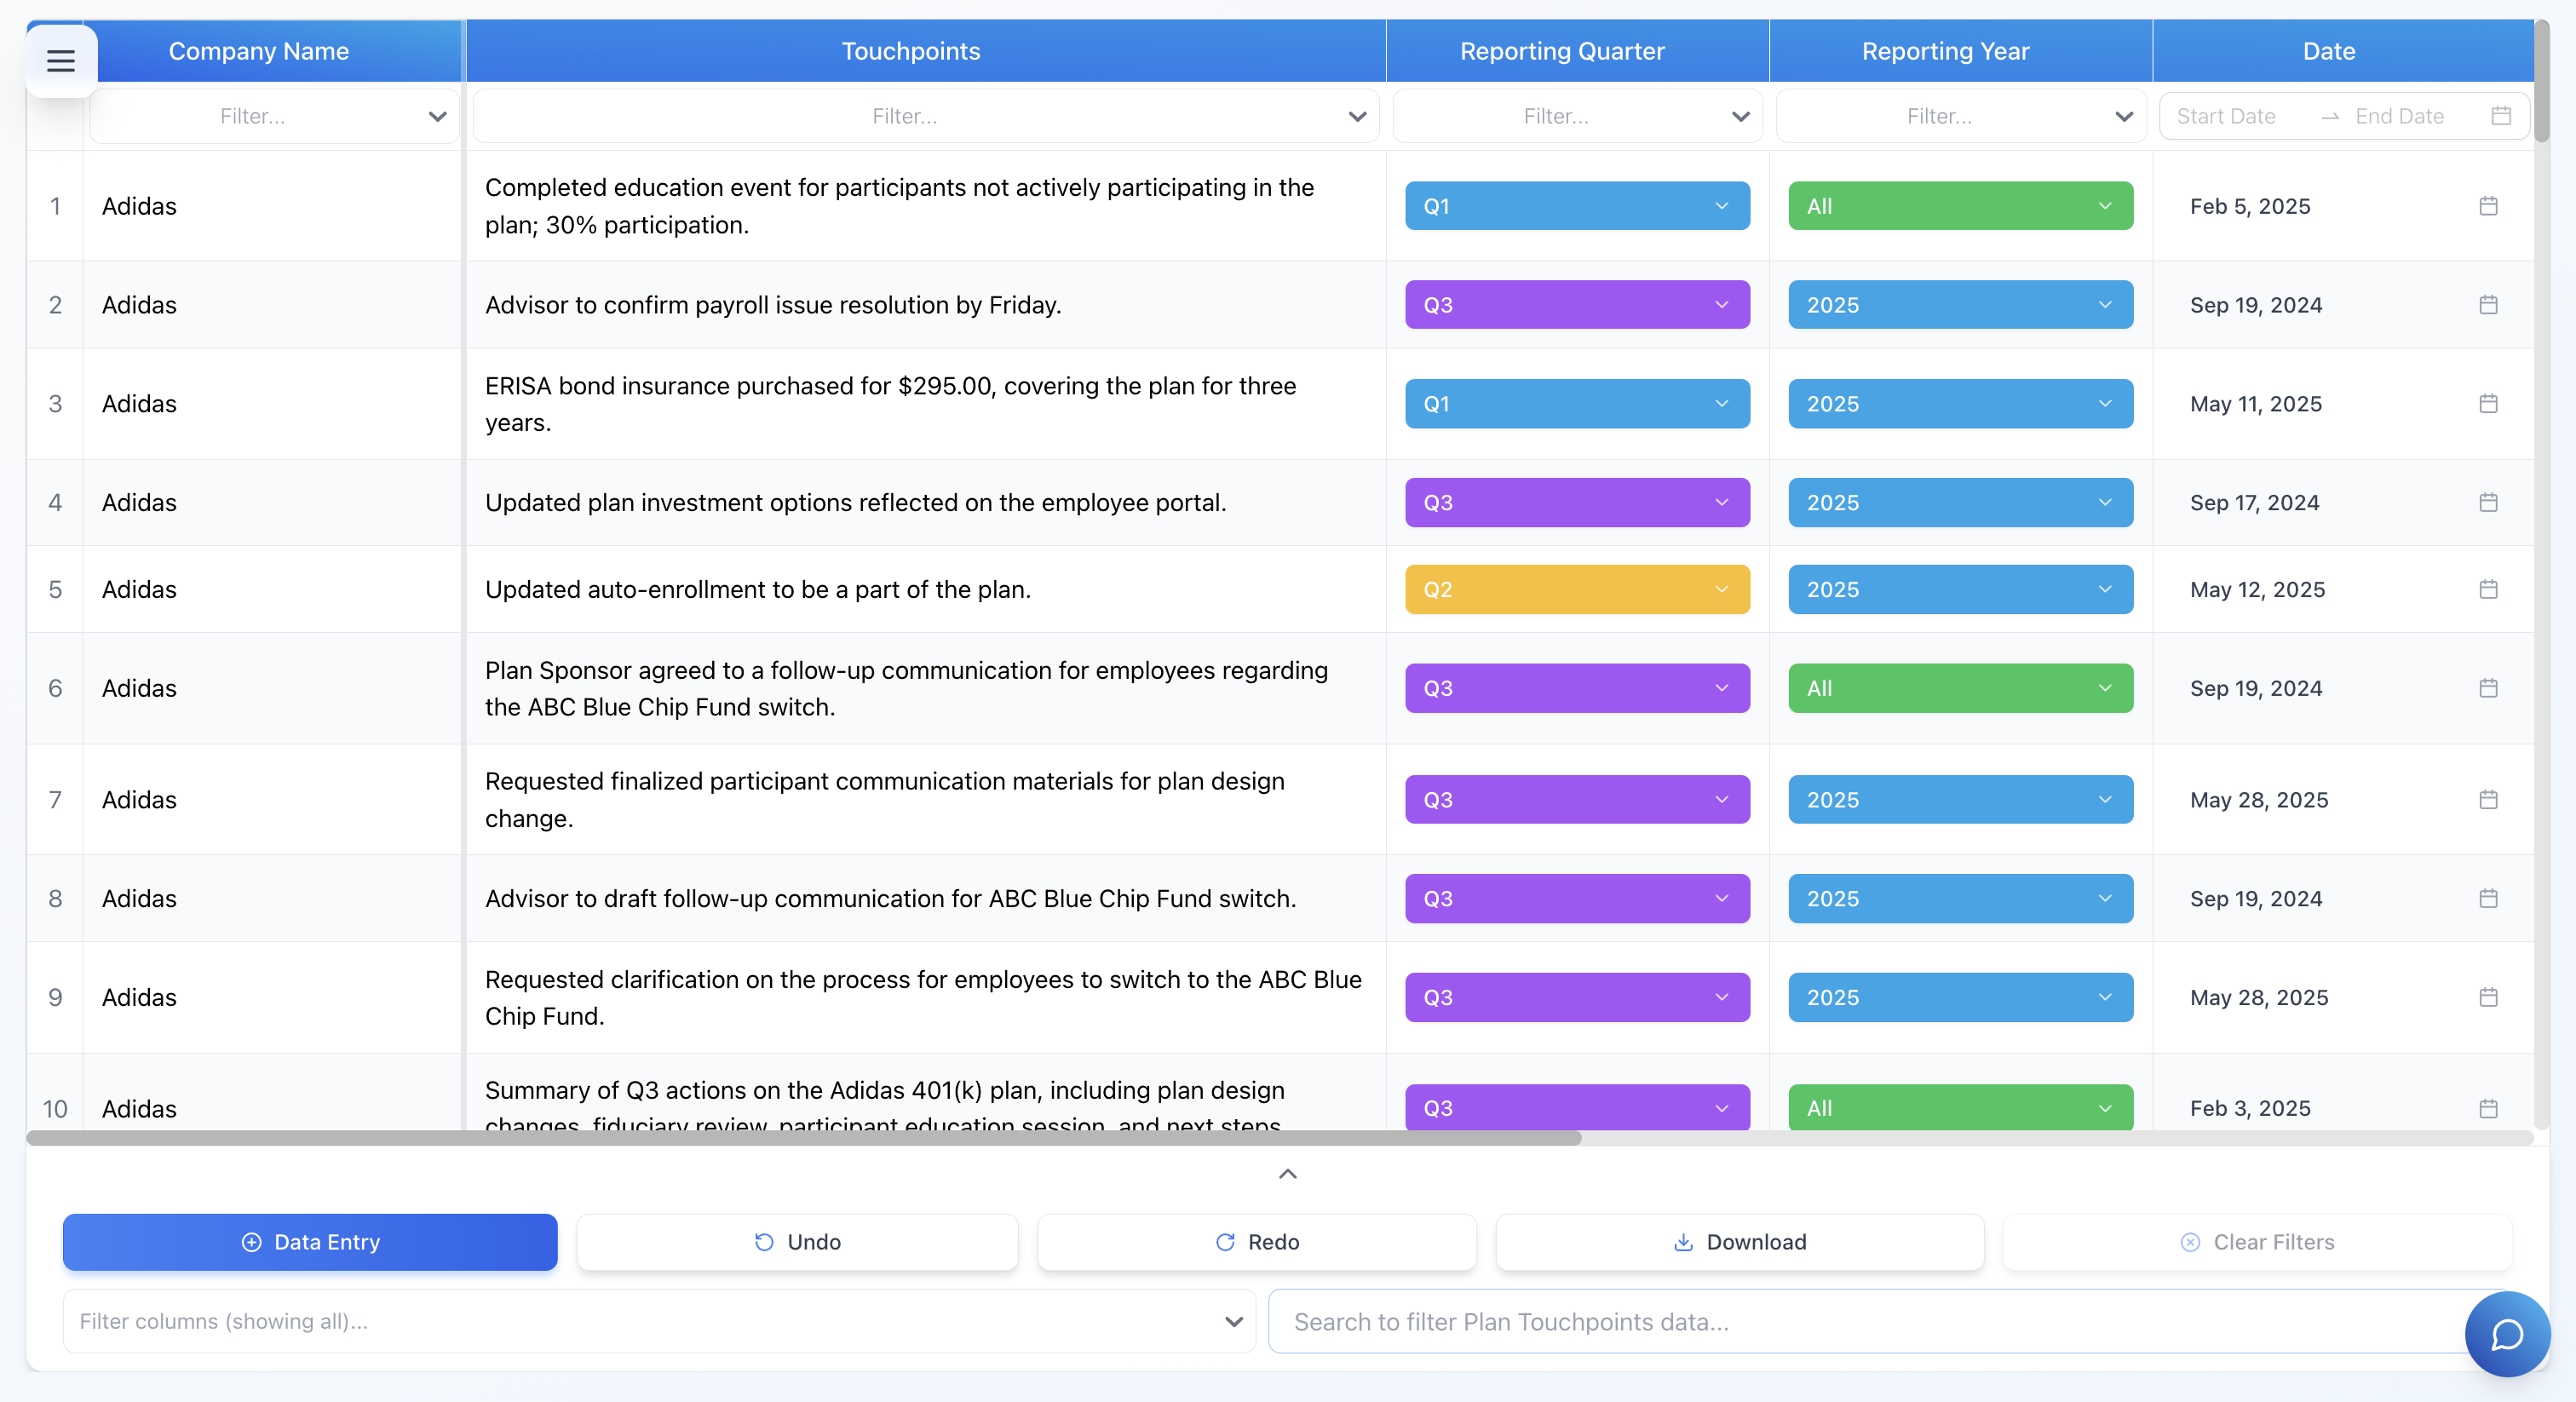 Company Name Touchpoints Reporting Quarter Reporting Year Date
Filter... Filter... Filter... Filter... Start Date → End Date
1 Adidas Completed education event for participants not actively participating in the
plan; 30% participation. Q1 All Feb 5, 2025
2 Adidas Advisor to confirm payroll issue resolution by Friday. Q3 2025 Sep 19, 2024
3 Adidas ERISA bond insurance purchased for $295.00, covering the plan for three
years. Q1 2025 May 11, 2025
4 Adidas Updated plan investment options reflected on the employee portal. Q3 2025 Sep 17, 2024
5 Adidas Updated auto-enrollment to be a part of the plan. Q2 2025 May 12, 2025
6 Adidas Plan Sponsor agreed to a follow-up communication for employees regarding
the ABC Blue Chip Fund switch. Q3 All Sep 19, 2024
7 Adidas Requested finalized participant communication materials for plan design
change. Q3 2025 May 28, 2025
8 Adidas Advisor to draft follow-up communication for ABC Blue Chip Fund switch. Q3 2025 Sep 19, 2024
9 Adidas Requested clarification on the process for employees to switch to the ABC Blue
Chip Fund. Q3 2025 May 28, 2025
10 Adidas Summary of Q3 actions on the Adidas 401(k) plan, including plan design
changes, fiduciary review, participant education session, and next steps Q3 All Feb 3, 2025
Data Entry Undo Redo Download Clear Filters
Filter columns (showing all)... Search to filter Plan Touchpoints data...